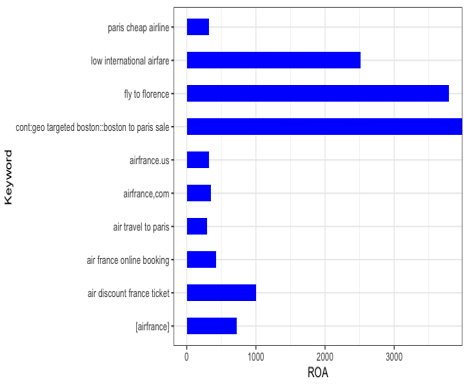 paris cheap airline
low international airfare
fly to florence
cont:geo targeted boston::boston to paris sale
airfrance.us
airfrance,com
air travel to paris
air france online booking
air discount france ticket
[airfrance]
Keyword
0 1000 2000 3000
ROA